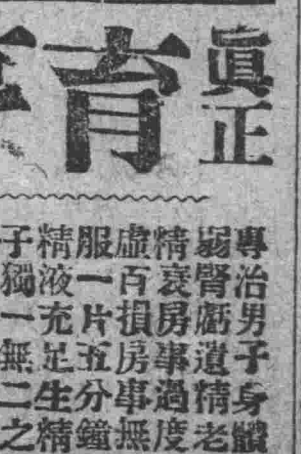 眞正
育
專治男子身體
弱腎虧遺精老
精衰房事過度
虛百損房事無
服一片五分鐘
精液充足生精
子獨一無二之